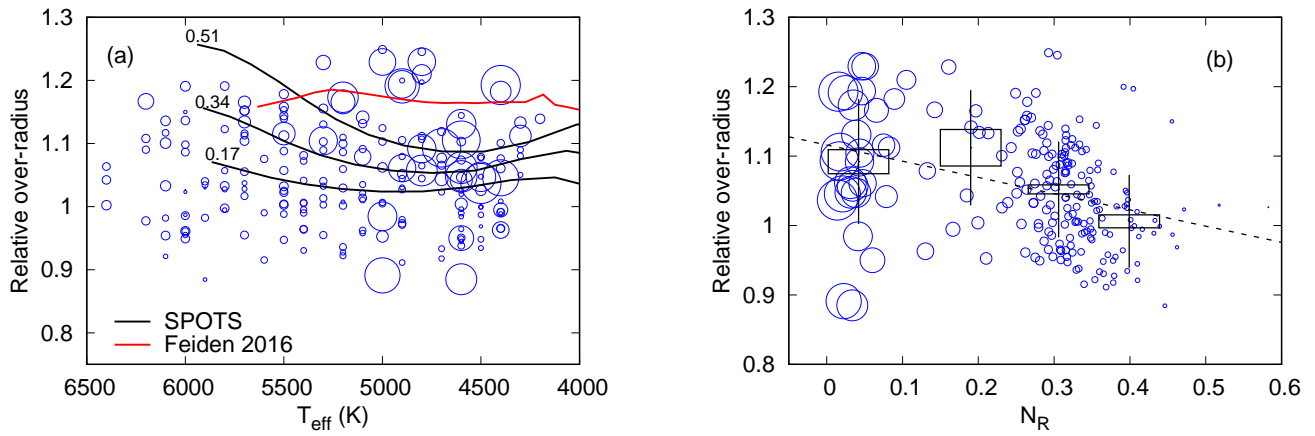 (a)
0.51
0.34
0.17
SPOTS
Feiden 2016
Relative over-radius
1.3
1.2
1.1
1
0.9
0.8
6500 6000 5500 5000 4500 4000
T_eff (K)
(b)
Relative over-radius
1.3
1.2
1.1
1
0.9
0.8
0 0.1 0.2 0.3 0.4 0.5 0.6
N_R